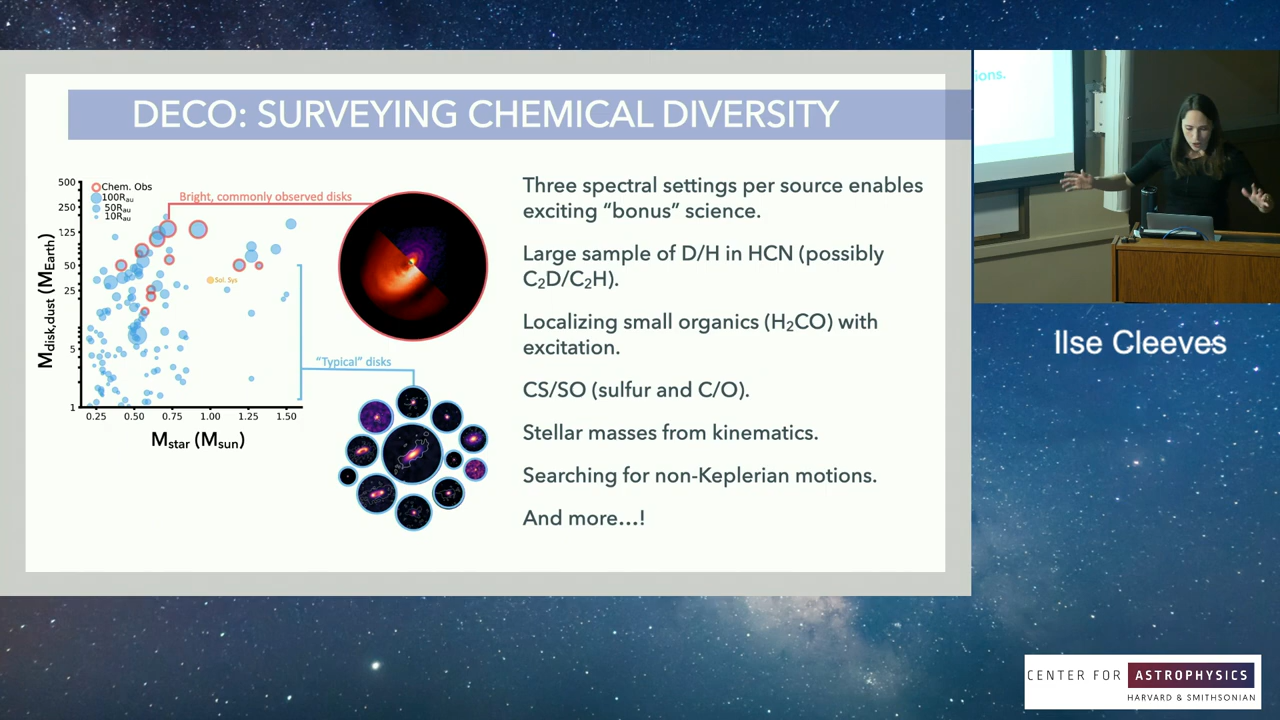 DECO: SURVEYING CHEMICAL DIVERSITY
Chem. Obs
100Rau
50Rau
10Rau
500
250
125
50
25
5
1
0.25 0.50 0.75 1.00 1.25 1.50
Mdisk,dust (MEarth)
Mstar (Msun)
Sol. Sys
Bright, commonly observed disks
“Typical” disks
Three spectral settings per source enables
exciting “bonus” science.
Large sample of D/H in HCN (possibly
C₂D/C₂H).
Localizing small organics (H₂CO) with
excitation.
CS/SO (sulfur and C/O).
Stellar masses from kinematics.
Searching for non-Keplerian motions.
And more…!
ions.
Ilse Cleeves
CENTER FOR ASTROPHYSICS
HARVARD & SMITHSONIAN